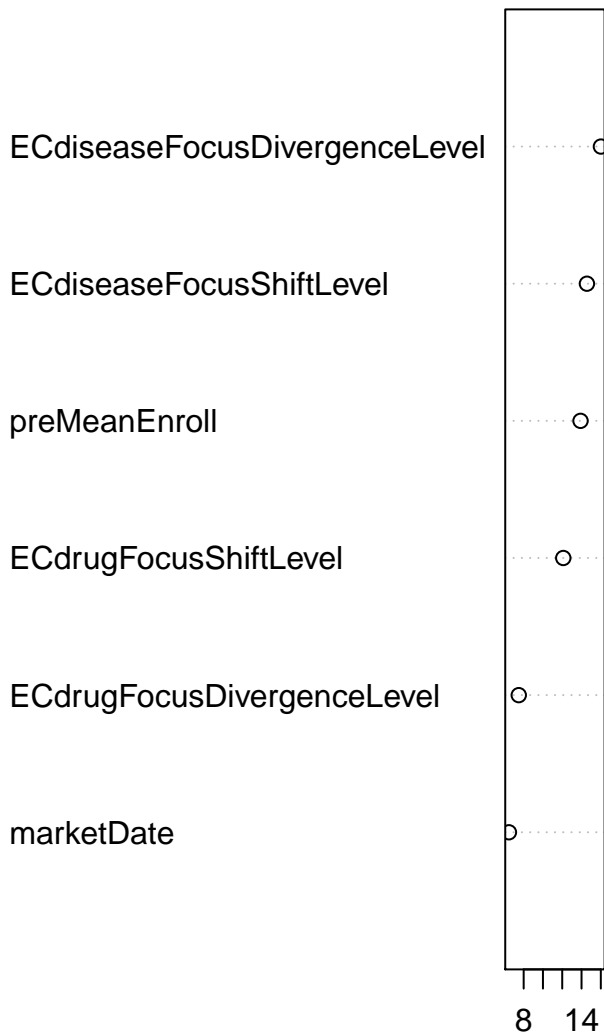 ECdiseaseFocusDivergenceLevel
ECdiseaseFocusShiftLevel
preMeanEnroll
ECdrugFocusShiftLevel
ECdrugFocusDivergenceLevel
marketDate
8 14